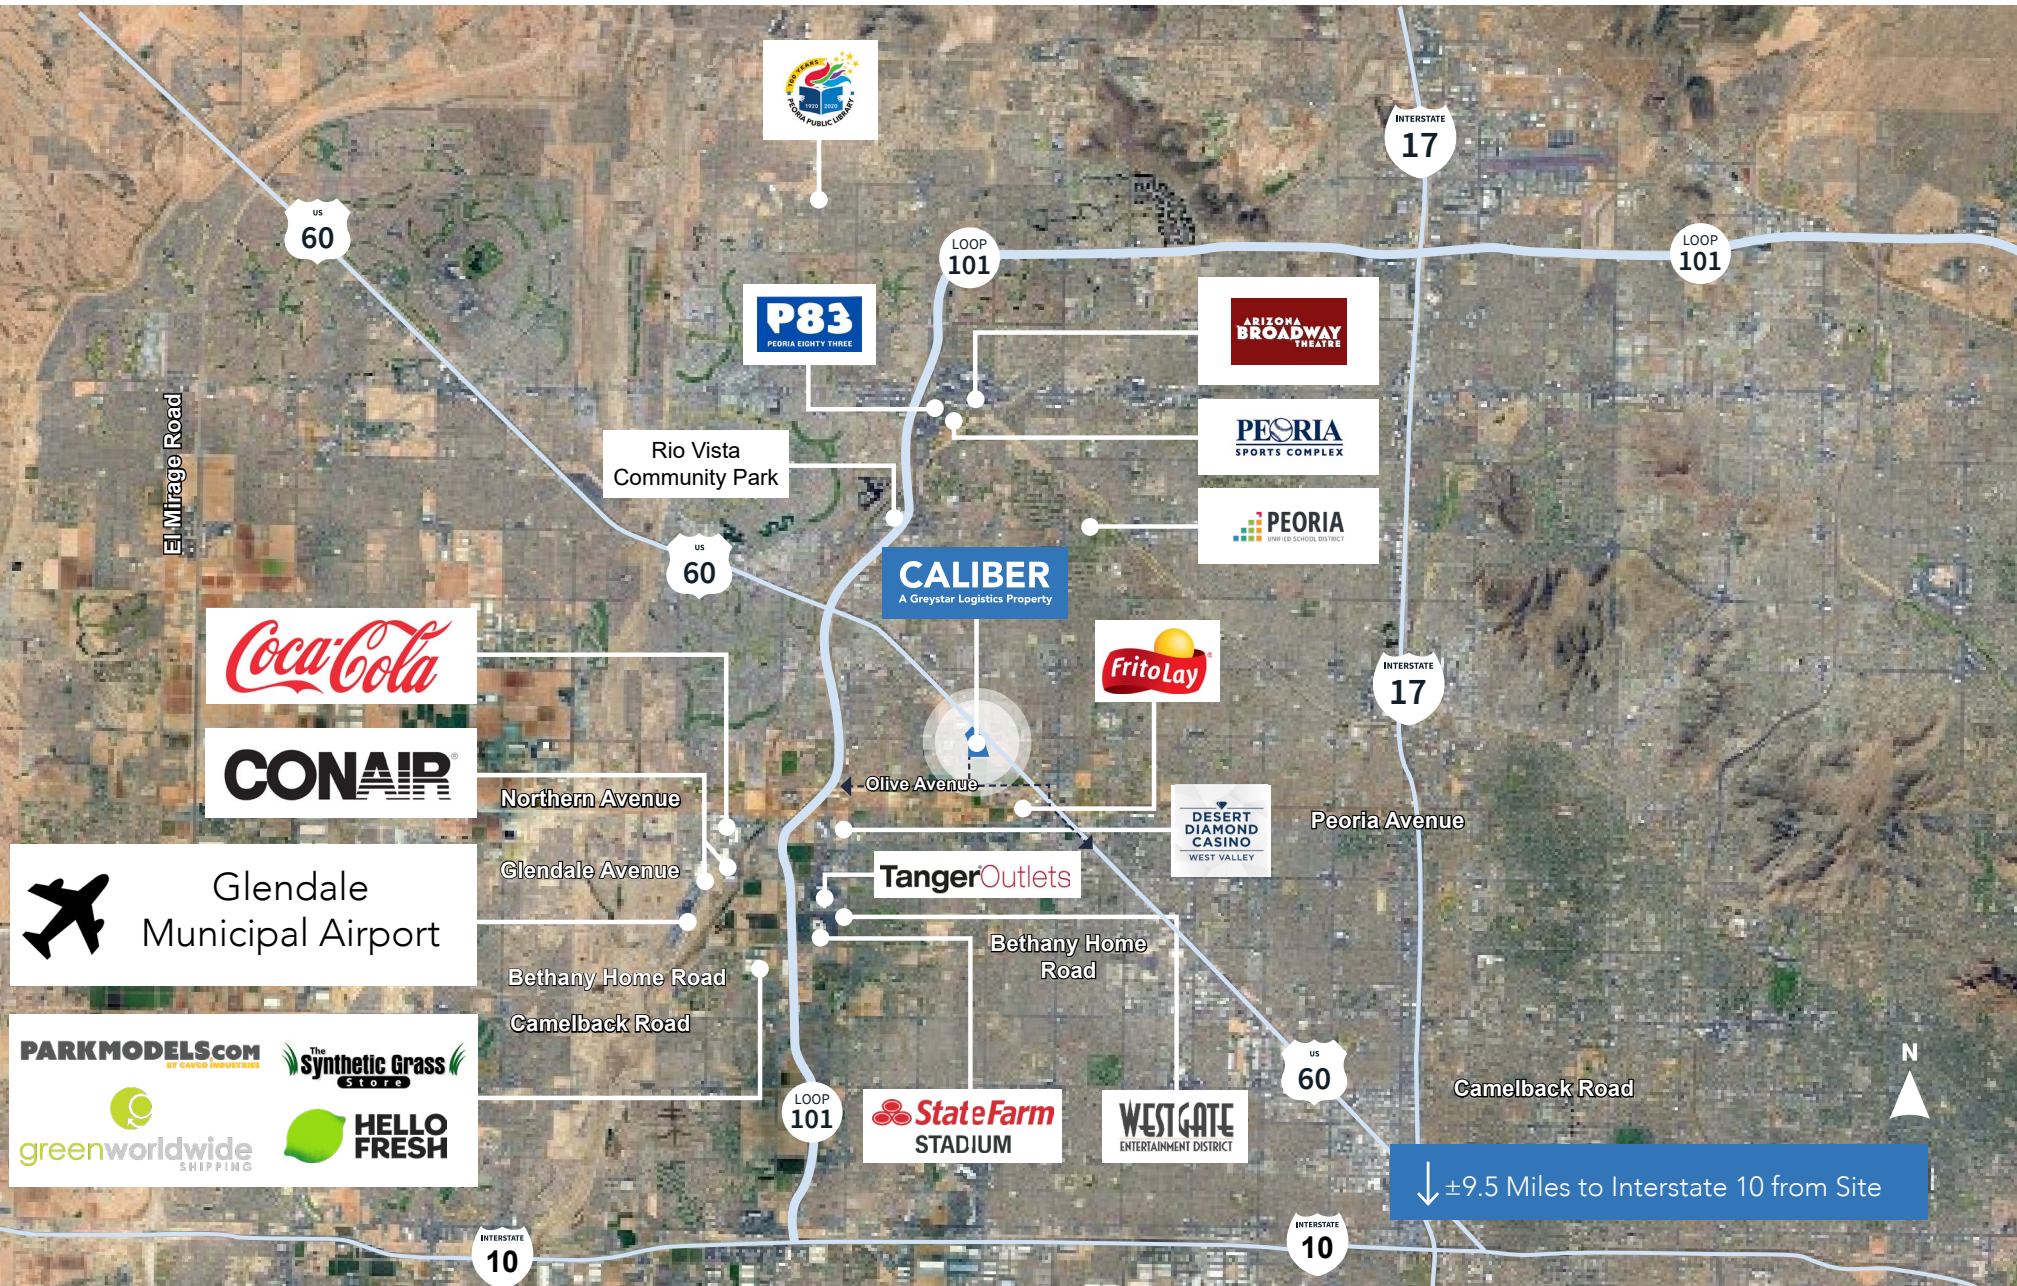 100 YEARS
1920 2020
PEORIA PUBLIC LIBRARY
INTERSTATE
17
US
60
LOOP
101
LOOP
101
P83
PEORIA EIGHTY THREE
ARIZONA
BROADWAY
THEATRE
PEORIA
SPORTS COMPLEX
El Mirage Road
Rio Vista
Community Park
PEORIA
UNIFIED SCHOOL DISTRICT
US
60
CALIBER
A Greystar Logistics Property
Coca-Cola
Frito Lay
INTERSTATE
17
CONAIR®
Northern Avenue
Olive Avenue
DESERT
DIAMOND
CASINO
WEST VALLEY
Peoria Avenue
Glendale Avenue
TangerOutlets
Glendale
Municipal Airport
Bethany Home
Road
Bethany Home Road
Camelback Road
PARKMODELS.COM
BY CAVCO INDUSTRIES
The
Synthetic Grass
Store
greenworldwide
SHIPPING
HELLO
FRESH
LOOP
101
StateFarm
STADIUM
WESTGATE
ENTERTAINMENT DISTRICT
US
60
Camelback Road
N
±9.5 Miles to Interstate 10 from Site
INTERSTATE
10
INTERSTATE
10